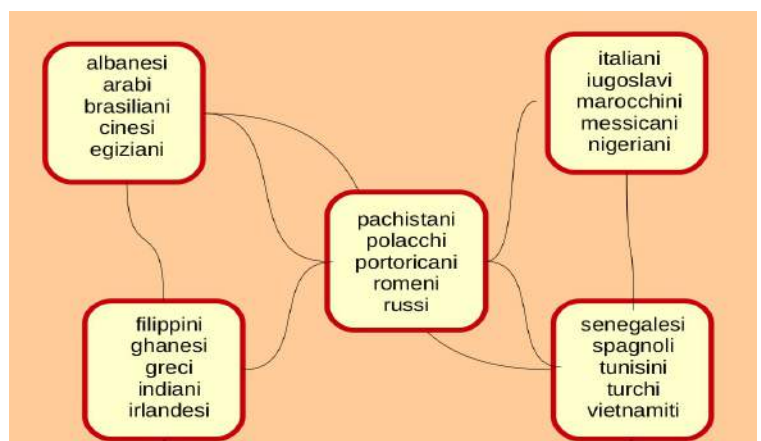 albanesi
arabi
brasiliani
cinesi
egiziani
italiani
iugoslavi
marocchini
messicani
nigeriani
pachistani
polacchi
portoricani
romeni
russi
filippini
ghanesi
greci
indiani
irlandesi
senegalesi
spagnoli
tunisini
turchi
vietnamiti